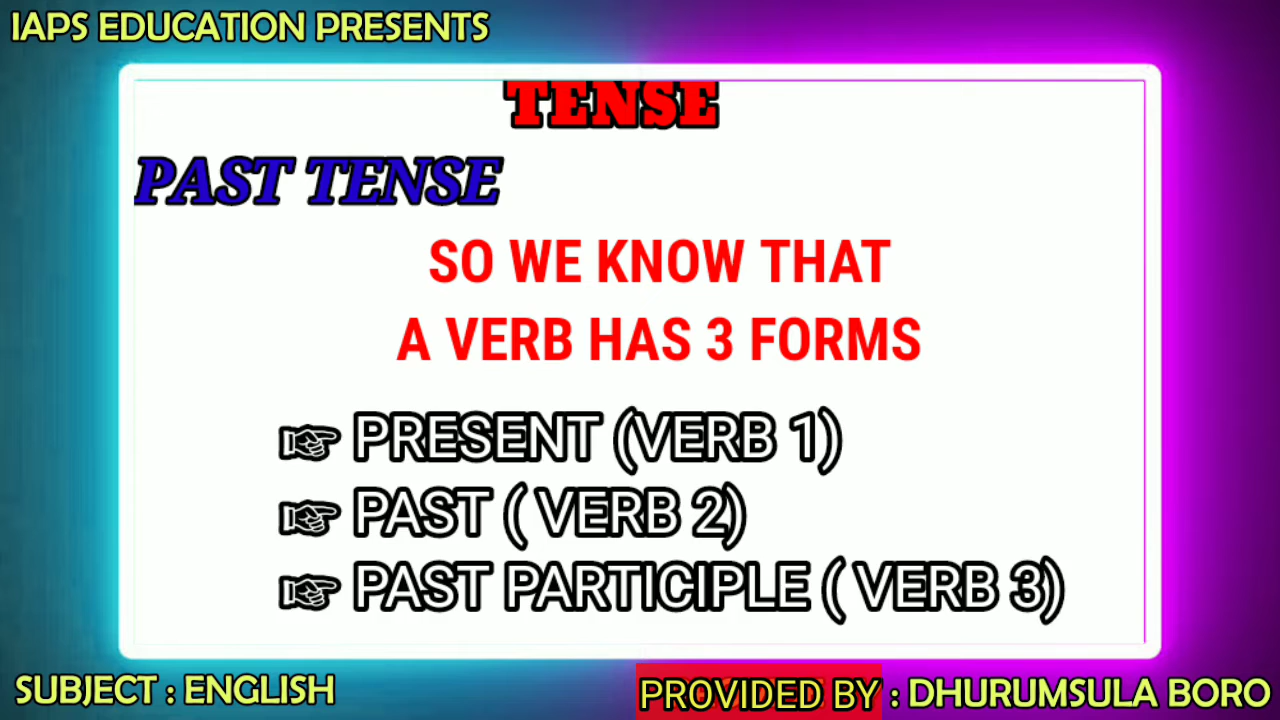 IAPS EDUCATION PRESENTS
TENSE
PAST TENSE
SO WE KNOW THAT
A VERB HAS 3 FORMS
☞ PRESENT (VERB 1)
☞ PAST ( VERB 2)
☞ PAST PARTICIPLE ( VERB 3)
SUBJECT : ENGLISH
PROVIDED BY : DHURUMSULA BORO